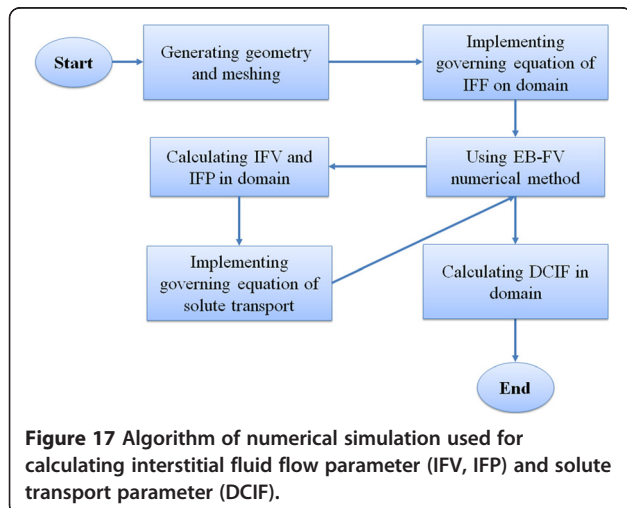 Start
Generating geometry
and meshing
Implementing
governing equation of
IFF on domain
Calculating IFV and
IFP in domain
Using EB-FV
numerical method
Implementing
governing equation of
solute transport
Calculating DCIF in
domain
End
Figure 17 Algorithm of numerical simulation used for
calculating interstitial fluid flow parameter (IFV, IFP) and solute
transport parameter (DCIF).